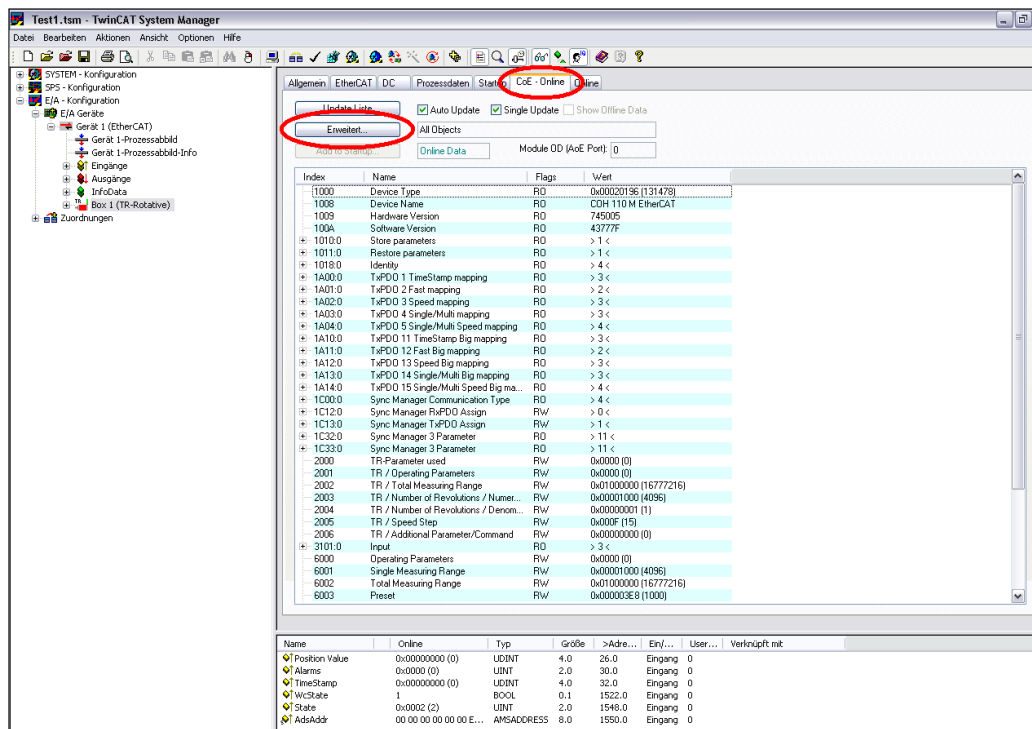 Test1.tsm - TwinCAT System Manager
Datei Bearbeiten Aktionen Ansicht Optionen Hilfe
SYSTEM - Konfiguration
SPS - Konfiguration
E/A - Konfiguration
E/A Geräte
Gerät 1 (EtherCAT)
Gerät 1-Prozessabbild
Gerät 1-Prozessabbild-Info
Eingänge
Ausgänge
InfoData
Box 1 (TR-Rotative)
Zuordnungen
Allgemein EtherCAT DC Prozessdaten Startup CoE - Online Online
Update Liste Auto Update Single Update Show Offline Data
Erweitert... All Objects
Add to Startup... Online Data Module OD (AoE Port): 0
Index Name Flags Wert
1000 Device Type RO 0x00020196 (131478)
1008 Device Name RO COH 110 M EtherCAT
1009 Hardware Version RO 745005
100A Software Version RO 43777F
1010:0 Store parameters RO > 1 <
1011:0 Restore parameters RO > 1 <
1018:0 Identity RO > 4 <
1A00:0 TxPDO 1 TimeStamp mapping RO > 3 <
1A01:0 TxPDO 2 Fast mapping RO > 2 <
1A02:0 TxPDO 3 Speed mapping RO > 3 <
1A03:0 TxPDO 4 Single/Multi mapping RO > 3 <
1A04:0 TxPDO 5 Single/Multi Speed mapping RO > 4 <
1A10:0 TxPDO 11 TimeStamp Big mapping RO > 3 <
1A11:0 TxPDO 12 Fast Big mapping RO > 2 <
1A12:0 TxPDO 13 Speed Big mapping RO > 3 <
1A13:0 TxPDO 14 Single/Multi Big mapping RO > 3 <
1A14:0 TxPDO 15 Single/Multi Speed Big ma... RO > 4 <
1C00:0 Sync Manager Communication Type RO > 4 <
1C12:0 Sync Manager RxPDO Assign RW > 0 <
1C13:0 Sync Manager TxPDO Assign RW > 1 <
1C32:0 Sync Manager 3 Parameter RO > 11 <
1C33:0 Sync Manager 3 Parameter RO > 11 <
2000 TR-Parameter used RW 0x0000 (0)
2001 TR / Operating Parameters RW 0x0000 (0)
2002 TR / Total Measuring Range RW 0x01000000 (16777216)
2003 TR / Number of Revolutions / Numer... RW 0x00001000 (4096)
2004 TR / Number of Revolutions / Denom... RW 0x00000001 (1)
2005 TR / Speed Step RW 0x000F (15)
2006 TR / Additional Parameter/Command RW 0x00000000 (0)
3101:0 Input RO > 3 <
6000 Operating Parameters RW 0x0000 (0)
6001 Single Measuring Range RW 0x00001000 (4096)
6002 Total Measuring Range RW 0x01000000 (16777216)
6003 Preset RW 0x000003E8 (1000)
Name Online Typ Größe >Adre... Ein/... User... Verknüpft mit
Position Value 0x00000000 (0) UDINT 4.0 26.0 Eingang 0
Alarms 0x0000 (0) UINT 2.0 30.0 Eingang 0
TimeStamp 0x00000000 (0) UDINT 4.0 32.0 Eingang 0
WcState 1 BOOL 0.1 1522.0 Eingang 0
State 0x0002 (2) UINT 2.0 1548.0 Eingang 0
AdsAddr 00 00 00 00 00 00 E... AMSADDRESS 8.0 1550.0 Eingang 0